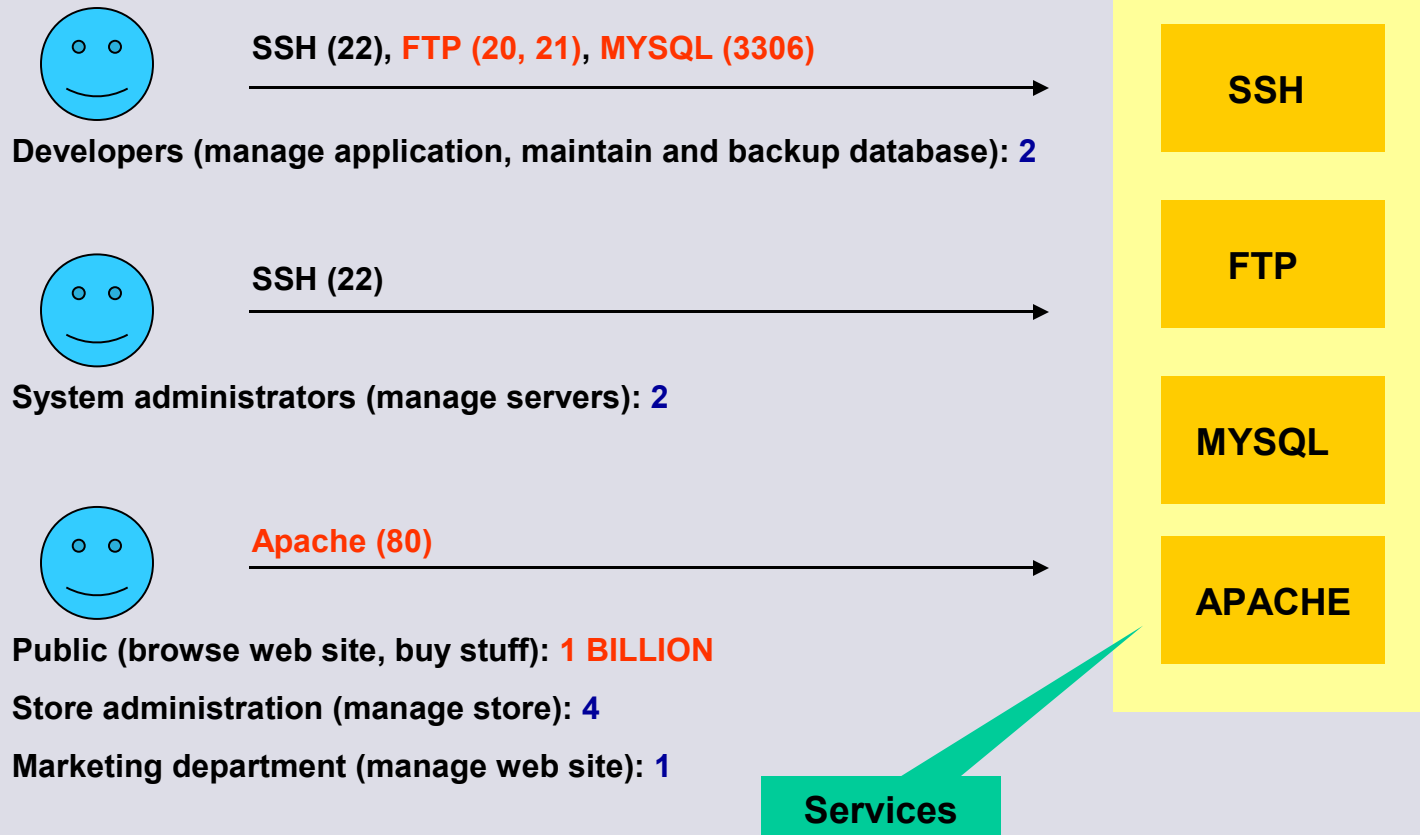 SSH (22), FTP (20, 21), MYSQL (3306)
Developers (manage application, maintain and backup database): 2
SSH (22)
System administrators (manage servers): 2
Apache (80)
Public (browse web site, buy stuff): 1 BILLION
Store administration (manage store): 4
Marketing department (manage web site): 1
SSH
FTP
MYSQL
APACHE
Services